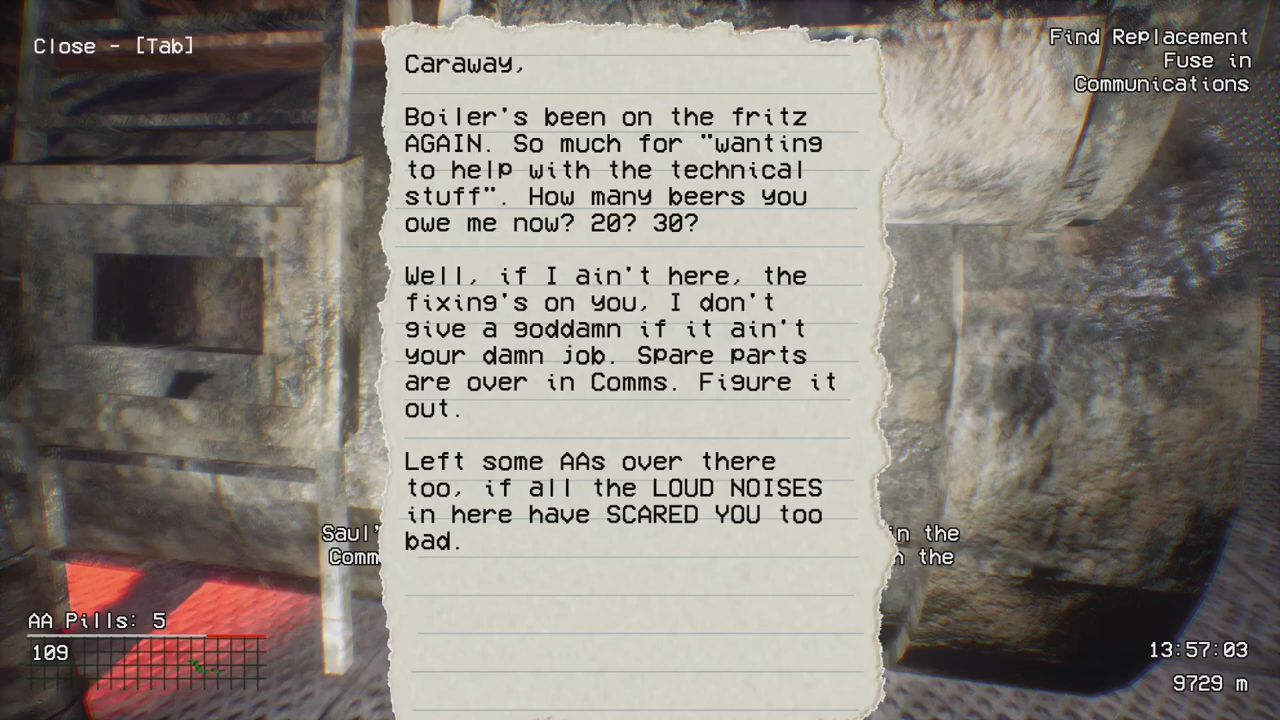 Close - [Tab]
Find Replacement
Fuse in
Communications
Caraway,
Boiler's been on the fritz
AGAIN. So much for "wanting
to help with the technical
stuff". How many beers you
owe me now? 20? 30?
Well, if I ain't here, the
fixing's on you, I don't
give a goddamn if it ain't
your damn job. Spare parts
are over in Comms. Figure it
out.
Left some AAs over there
too, if all the LOUD NOISES
in here have SCARED YOU too
bad.
in the
the
AA Pills: 5
109
13:57:03
9729 m